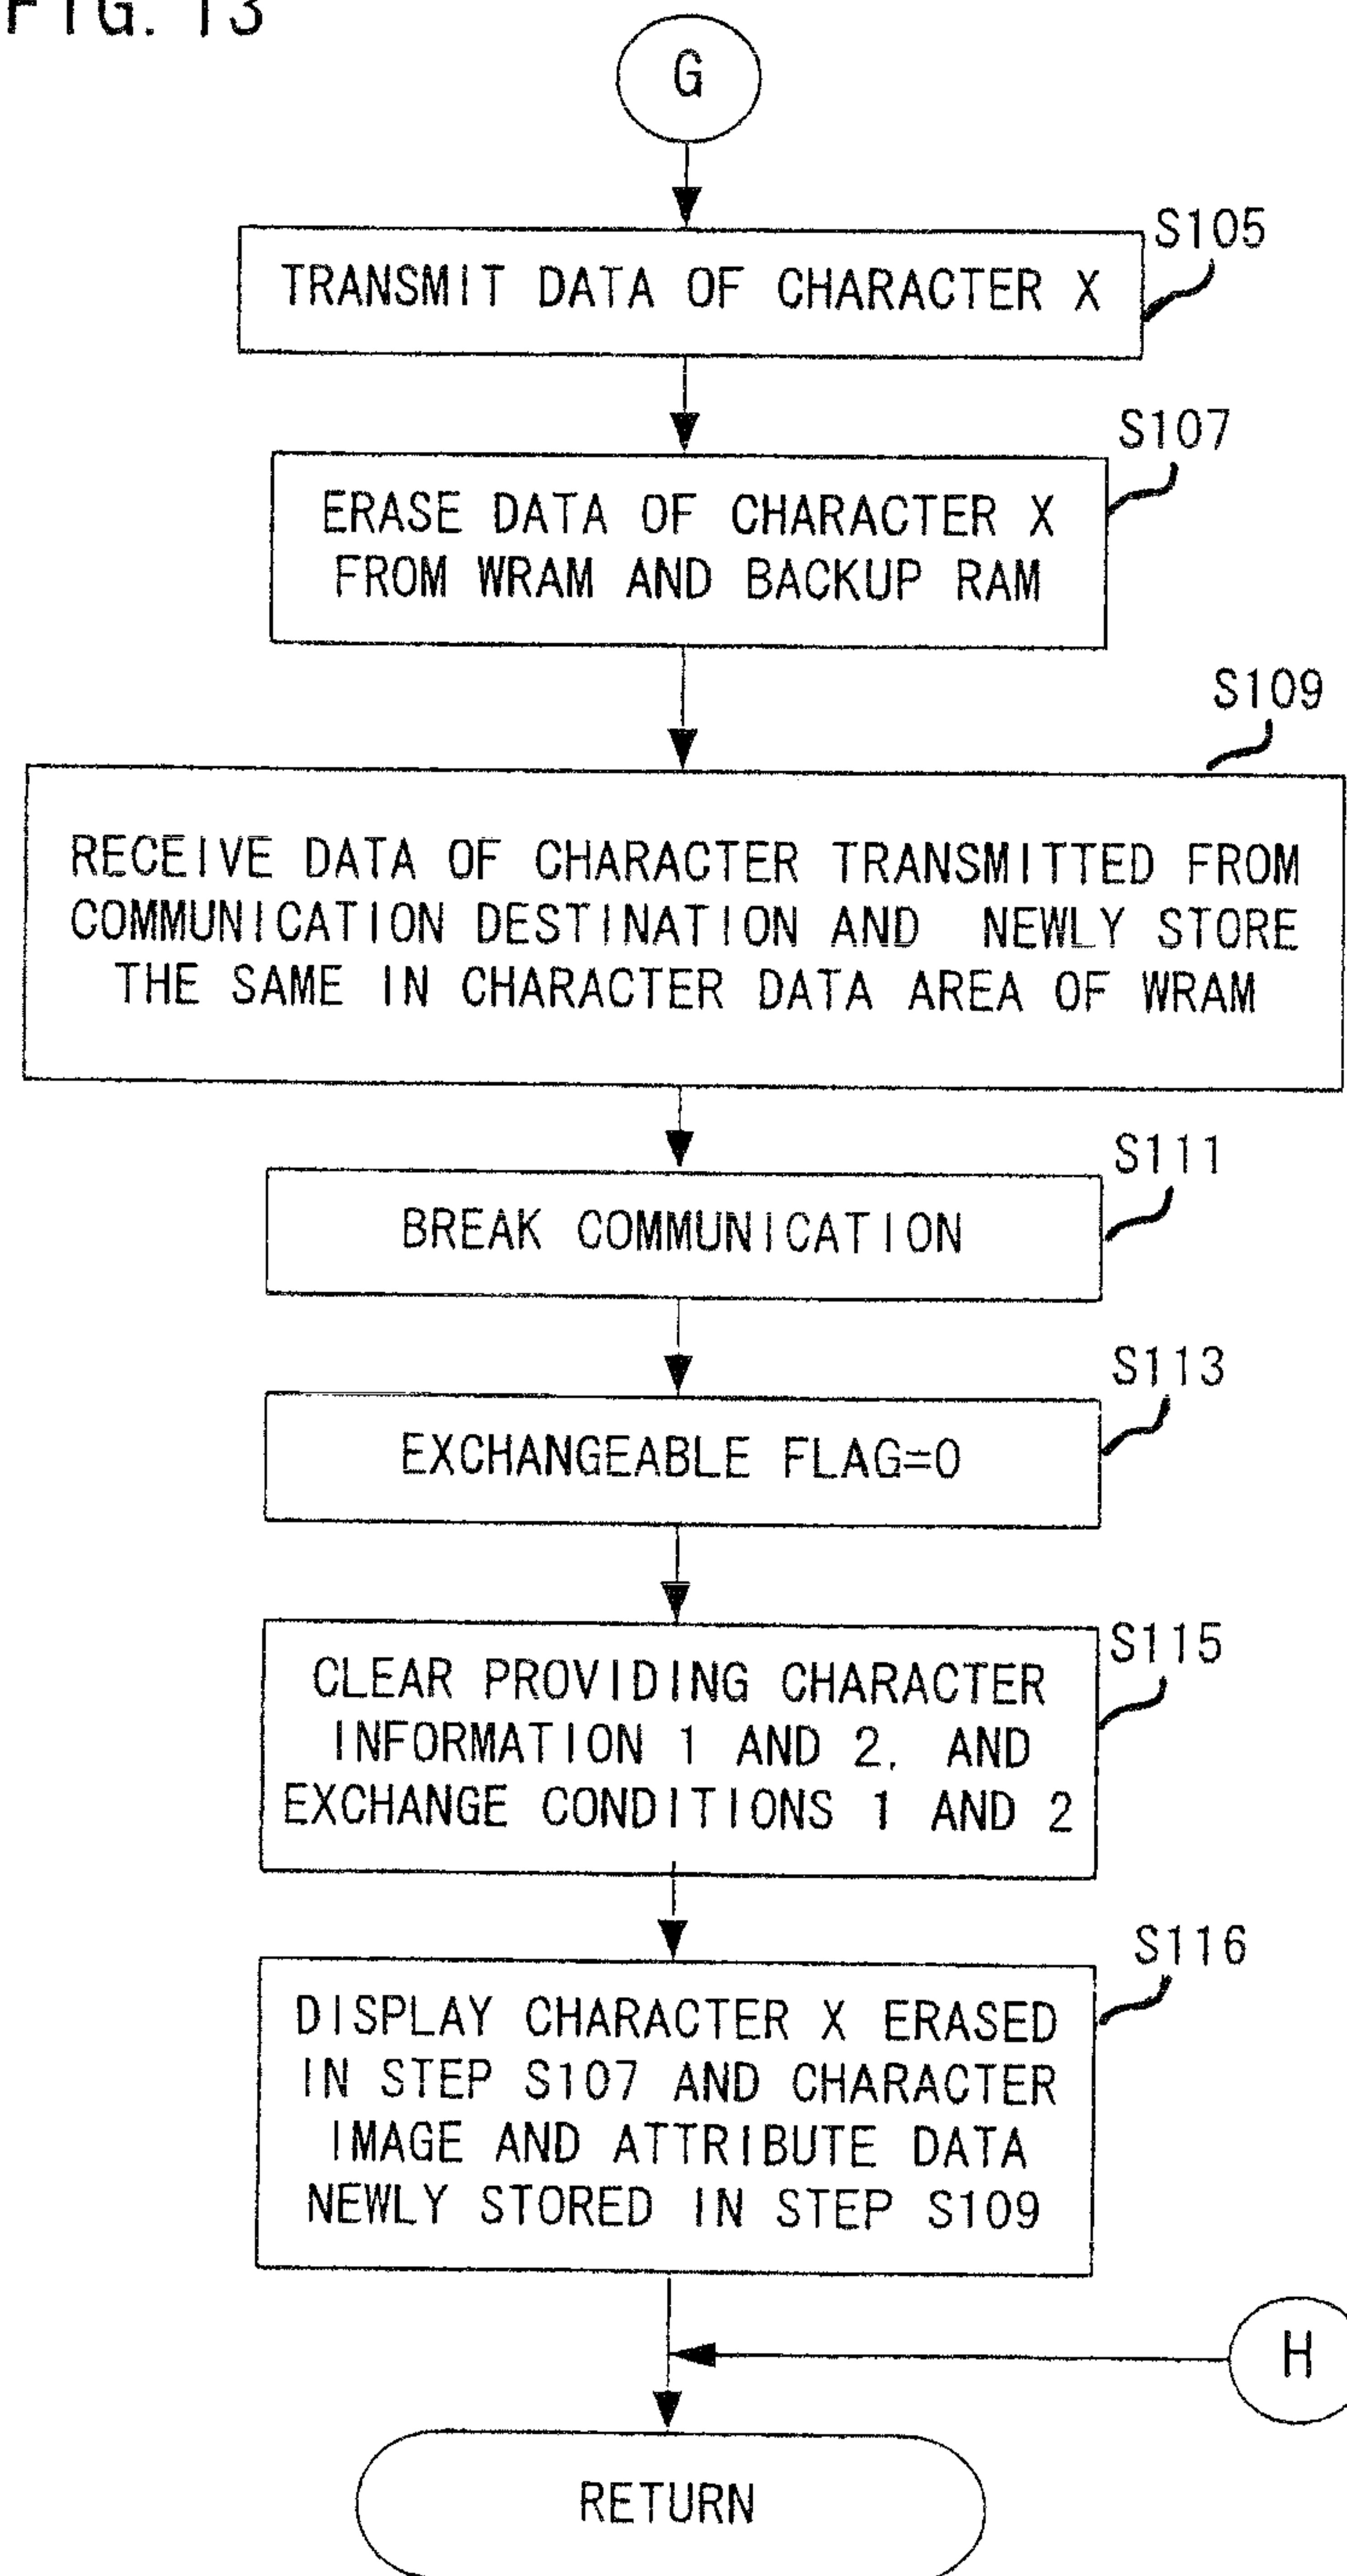 FIG. 13
G
S105
TRANSMIT DATA OF CHARACTER X
S107
ERASE DATA OF CHARACTER X
FROM WRAM AND BACKUP RAM
S109
RECEIVE DATA OF CHARACTER TRANSMITTED FROM
COMMUNICATION DESTINATION AND NEWLY STORE
THE SAME IN CHARACTER DATA AREA OF WRAM
S111
BREAK COMMUNICATION
S113
EXCHANGEABLE FLAG=0
S115
CLEAR PROVIDING CHARACTER
INFORMATION 1 AND 2, AND
EXCHANGE CONDITIONS 1 AND 2
S116
DISPLAY CHARACTER X ERASED
IN STEP S107 AND CHARACTER
IMAGE AND ATTRIBUTE DATA
NEWLY STORED IN STEP S109
H
RETURN